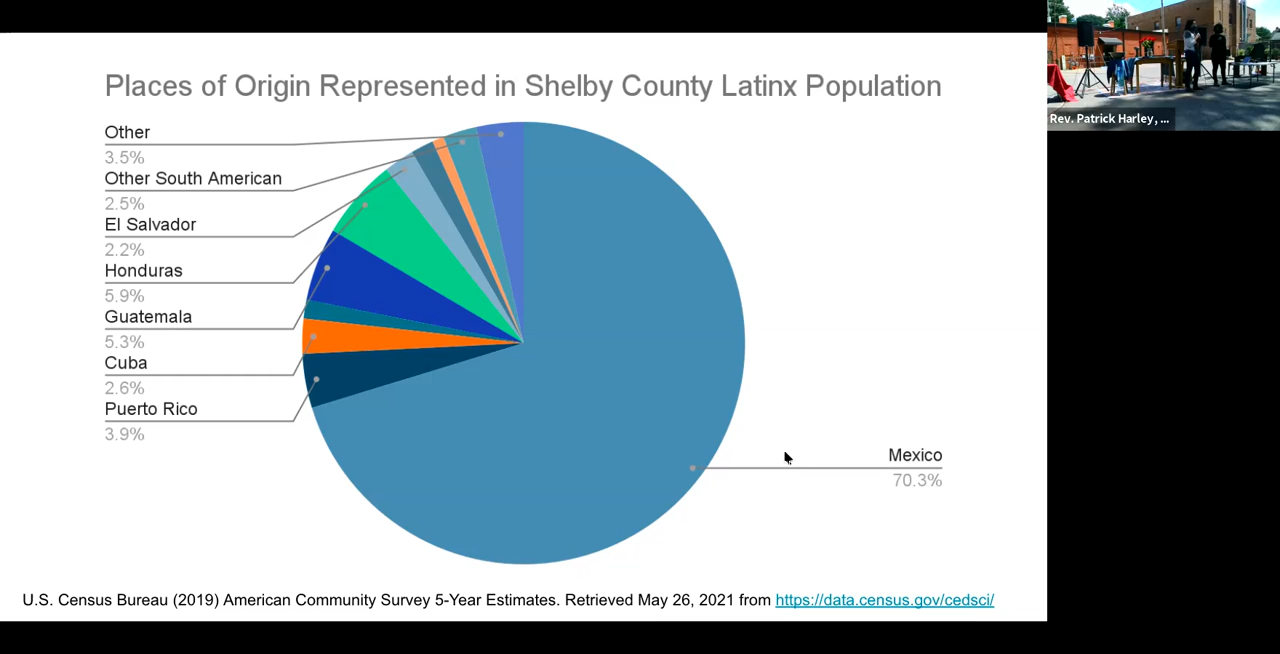 Places of Origin Represented in Shelby County Latinx Population
Other
3.5%
Other South American
2.5%
El Salvador
2.2%
Honduras
5.9%
Guatemala
5.3%
Cuba
2.6%
Puerto Rico
3.9%
Mexico
70.3%
U.S. Census Bureau (2019) American Community Survey 5-Year Estimates. Retrieved May 26, 2021 from https://data.census.gov/cedsci/
Rev. Patrick Harley, ...